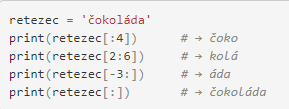 retezec = 'čokoláda'
print(retezec[:4])      # → čoko
print(retezec[2:6])     # → kolá
print(retezec[-3:])     # → áda
print(retezec[:])       # → čokoláda